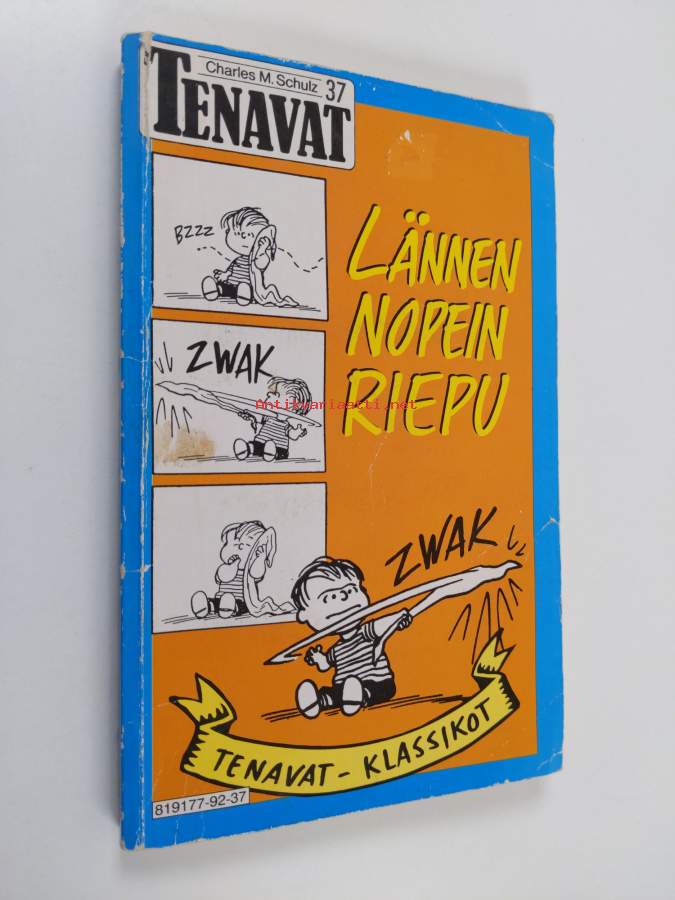 Charles M. Schulz 37
TENAVAT
BZZZ
ZWAK
LÄNNEN
NOPEIN
RIEPU
Antikvariaatti.net
ZWAK
TENAVAT - KLASSIKOT
819177-92-37